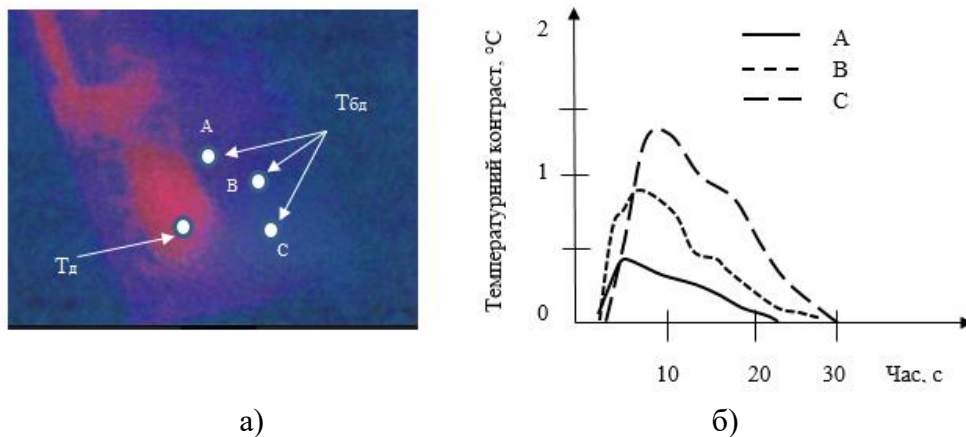 Tбд
A
B
C
Tд
а)
Температурний контраст, °C
2
1
0
A
B
C
10 20 30 Час, с
б)